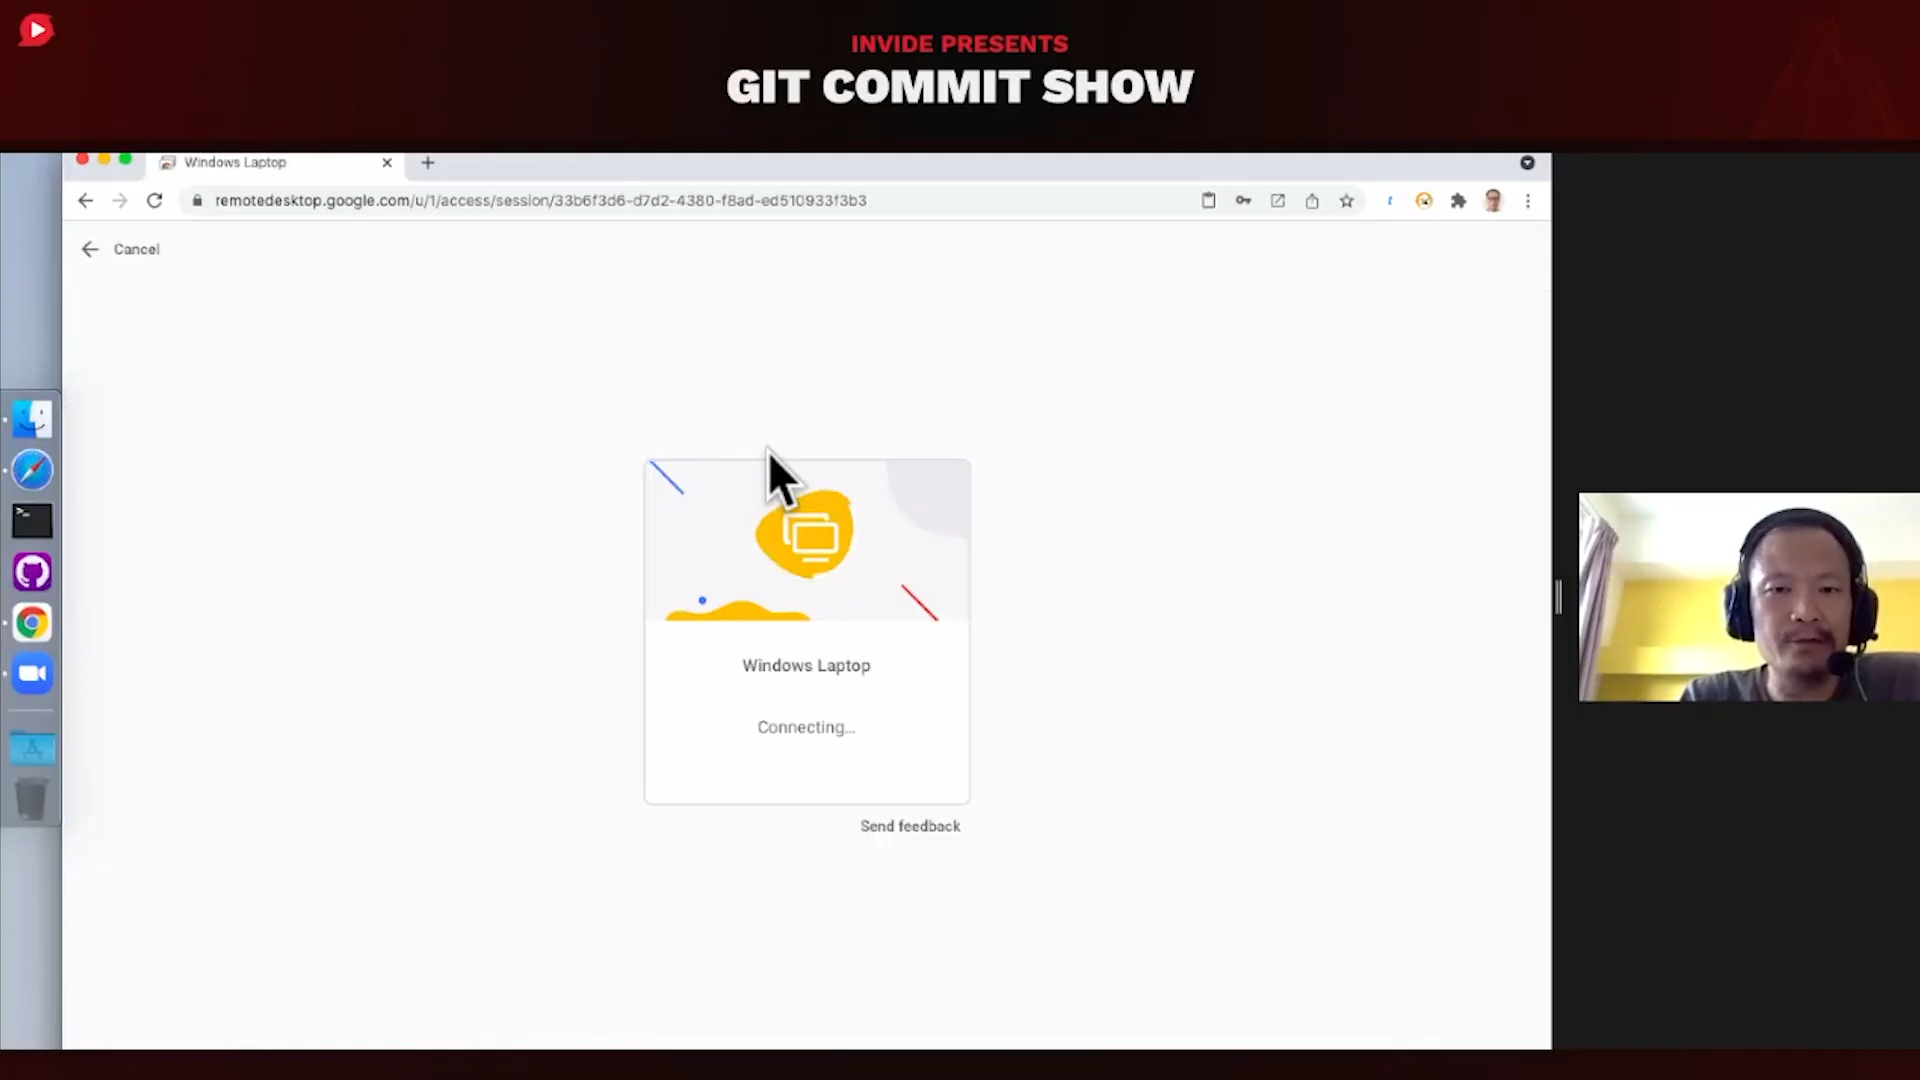 INVIDE PRESENTS
GIT COMMIT SHOW
Windows Laptop
remotedesktop.google.com/u/1/access/session/33b6f3d6-d7d2-4380-f8ad-ed510933f3b3
Cancel
Windows Laptop
Connecting...
Send feedback